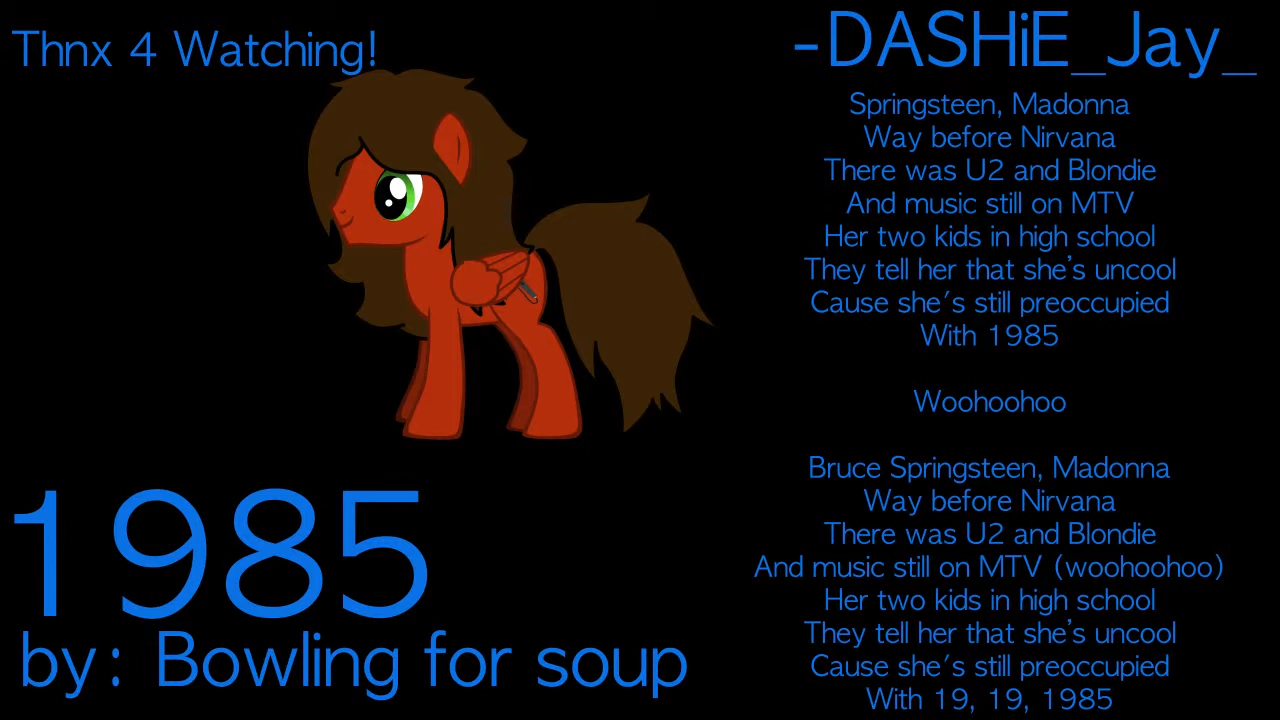 Thnx 4 Watching!
-DASHiE_Jay_
Springsteen, Madonna
Way before Nirvana
There was U2 and Blondie
And music still on MTV
Her two kids in high school
They tell her that she’s uncool
Cause she's still preoccupied
With 1985
Woohoohoo
Bruce Springsteen, Madonna
Way before Nirvana
There was U2 and Blondie
And music still on MTV (woohoohoo)
Her two kids in high school
They tell her that she’s uncool
Cause she's still preoccupied
With 19, 19, 1985
1985
by: Bowling for soup